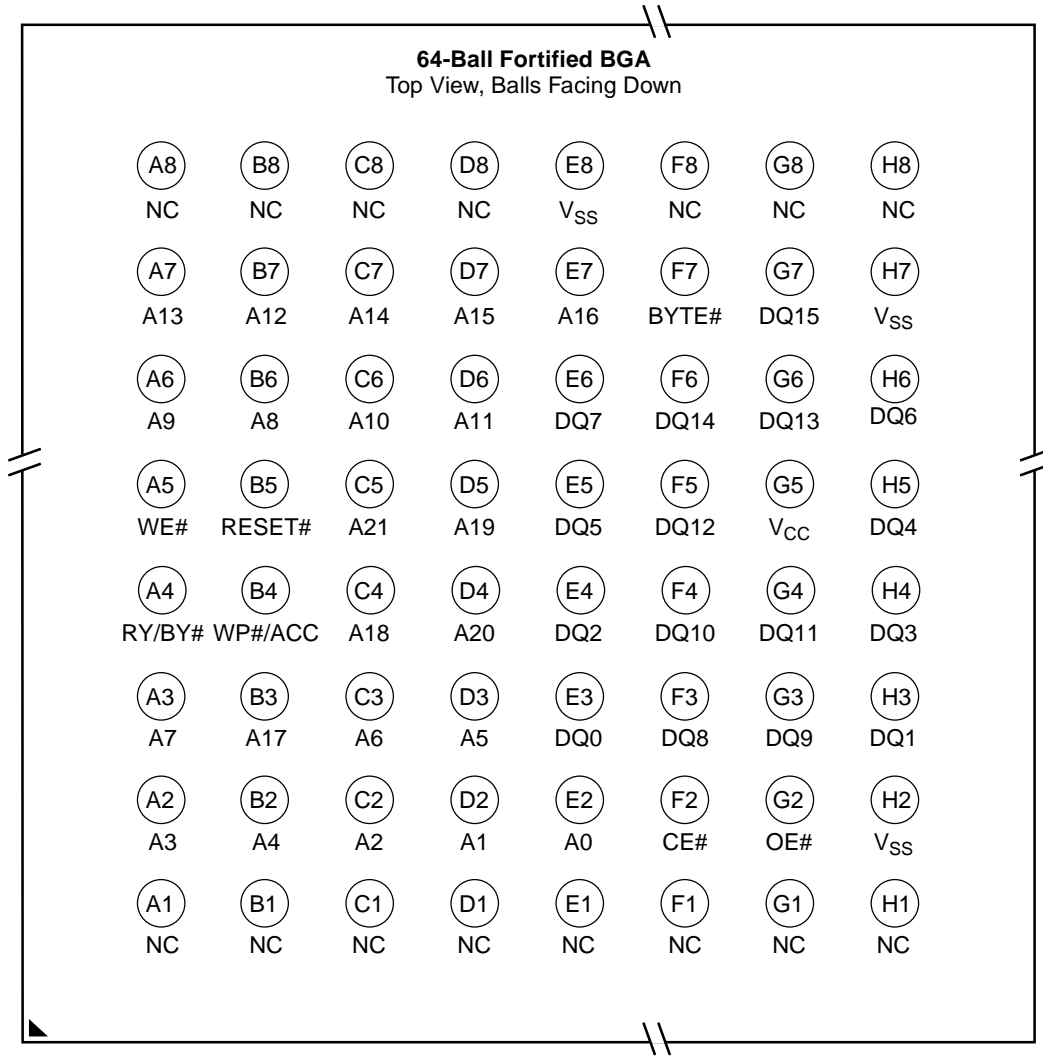 64-Ball Fortified BGA
Top View, Balls Facing Down
A8 B8 C8 D8 E8 F8 G8 H8
NC NC NC NC VSS NC NC NC
A7 B7 C7 D7 E7 F7 G7 H7
A13 A12 A14 A15 A16 BYTE# DQ15 VSS
A6 B6 C6 D6 E6 F6 G6 H6
A9 A8 A10 A11 DQ7 DQ14 DQ13 DQ6
A5 B5 C5 D5 E5 F5 G5 H5
WE# RESET# A21 A19 DQ5 DQ12 VCC DQ4
A4 B4 C4 D4 E4 F4 G4 H4
RY/BY# WP#/ACC A18 A20 DQ2 DQ10 DQ11 DQ3
A3 B3 C3 D3 E3 F3 G3 H3
A7 A17 A6 A5 DQ0 DQ8 DQ9 DQ1
A2 B2 C2 D2 E2 F2 G2 H2
A3 A4 A2 A1 A0 CE# OE# VSS
A1 B1 C1 D1 E1 F1 G1 H1
NC NC NC NC NC NC NC NC